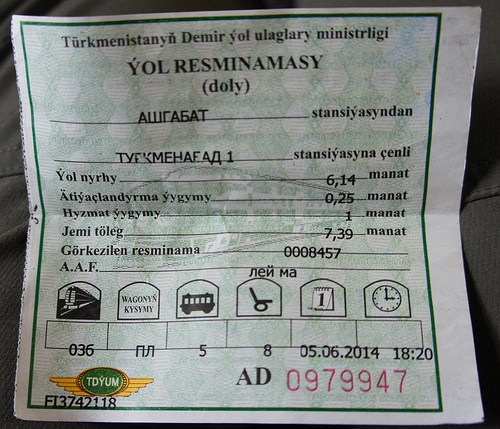 Türkmenistanyň Demir ýol ulaglary ministrligi
ÝOL RESMINAMASY
(doly)
АШГАБАТ stansiýasyndan
ТУРКМЕНАБАД 1 stansiýasyna çenli
Ýol nyrhy 6,14 manat
Ätiýaçlandyrma ýygymy 0,25 manat
Hyzmat ýygymy 1 manat
Jemi töleg 7,39 manat
Görkezilen resminama 0008457
A.A.F. лей ма
WAGONYŇ
KYSYMY
1
036 ПЛ 5 8 05.06.2014 18:20
TDÝUM AD 0979947
FI3742118